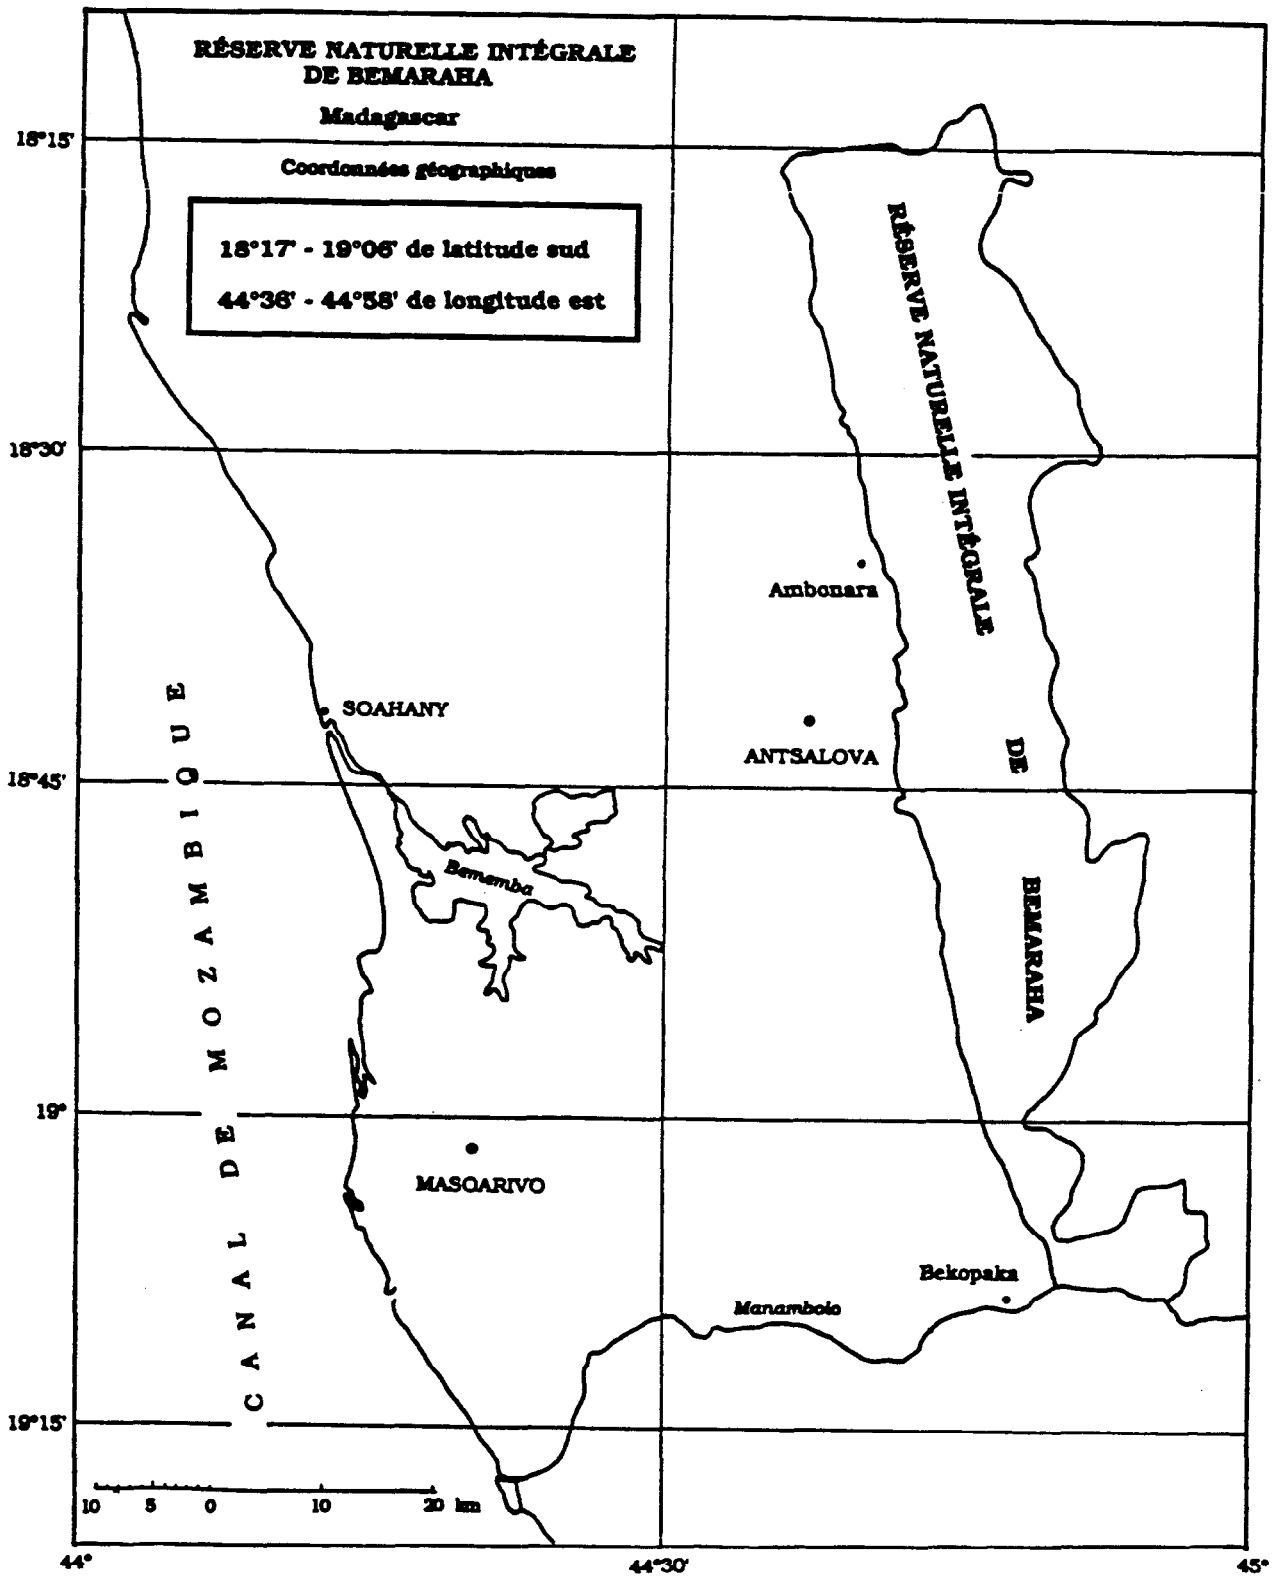 RÉSERVE NATURELLE INTÉGRALE
DE BEMARAHA
Madagascar
Coordonnées géographiques
18°17' - 19°06' de latitude sud
44°36' - 44°58' de longitude est
18°15'
18°30'
18°45'
19°
19°15'
RÉSERVE NATURELLE INTÉGRALE
DE
BEMARAHA
Ambonara
SOAHANY
ANTSALOVA
Bemamba
CANAL DE MOZAMBIQUE
MASOARIVO
Bekopaka
Manambolo
10 5 0 10 20 km
44° 44°30' 45°